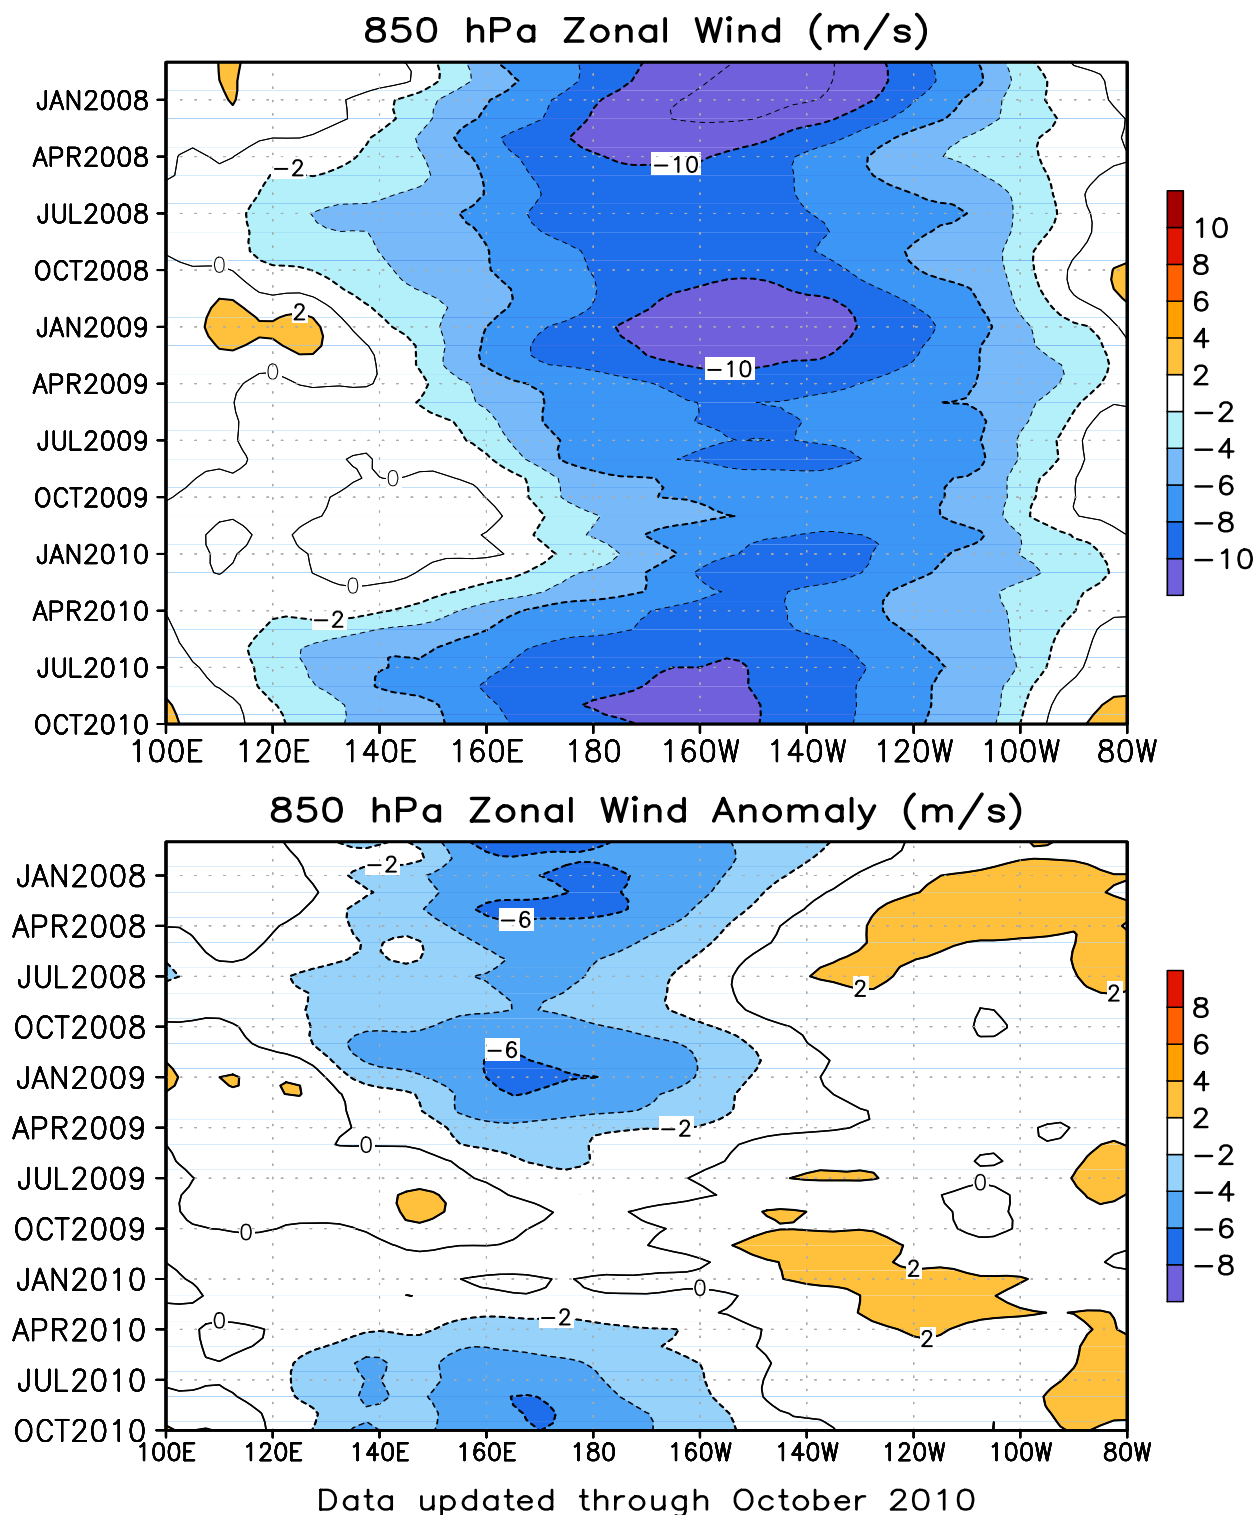 850 hPa Zonal Wind (m/s)
JAN2008
APR2008
JUL2008
OCT2008
JAN2009
APR2009
JUL2009
OCT2009
JAN2010
APR2010
JUL2010
OCT2010
100E 120E 140E 160E 180 160W 140W 120W 100W 80W
-2
-10
0
2
-10
0
0
0
-2
10
8
6
4
2
-2
-4
-6
-8
-10
850 hPa Zonal Wind Anomaly (m/s)
JAN2008
APR2008
JUL2008
OCT2008
JAN2009
APR2009
JUL2009
OCT2009
JAN2010
APR2010
JUL2010
OCT2010
100E 120E 140E 160E 180 160W 140W 120W 100W 80W
-2
-6
2
2
-6
-2
0
0
0
2
0
0
-2
2
8
6
4
2
-2
-4
-6
-8
Data updated through October 2010